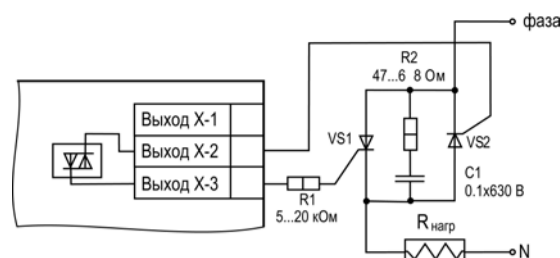 фаза
R2
47...6 8 Ом
Выход X-1
Выход X-2
Выход X-3
VS1
VS2
C1
0.1x630 В
R1
5...20 кОм
Rнагр
N